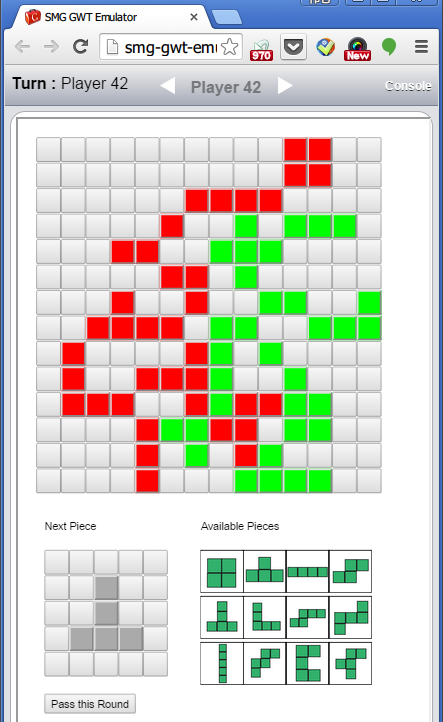 SMG GWT Emulator
smg-gwt-emu
970
New
Turn : Player 42
Player 42
Console
Next Piece
Available Pieces
Pass this Round